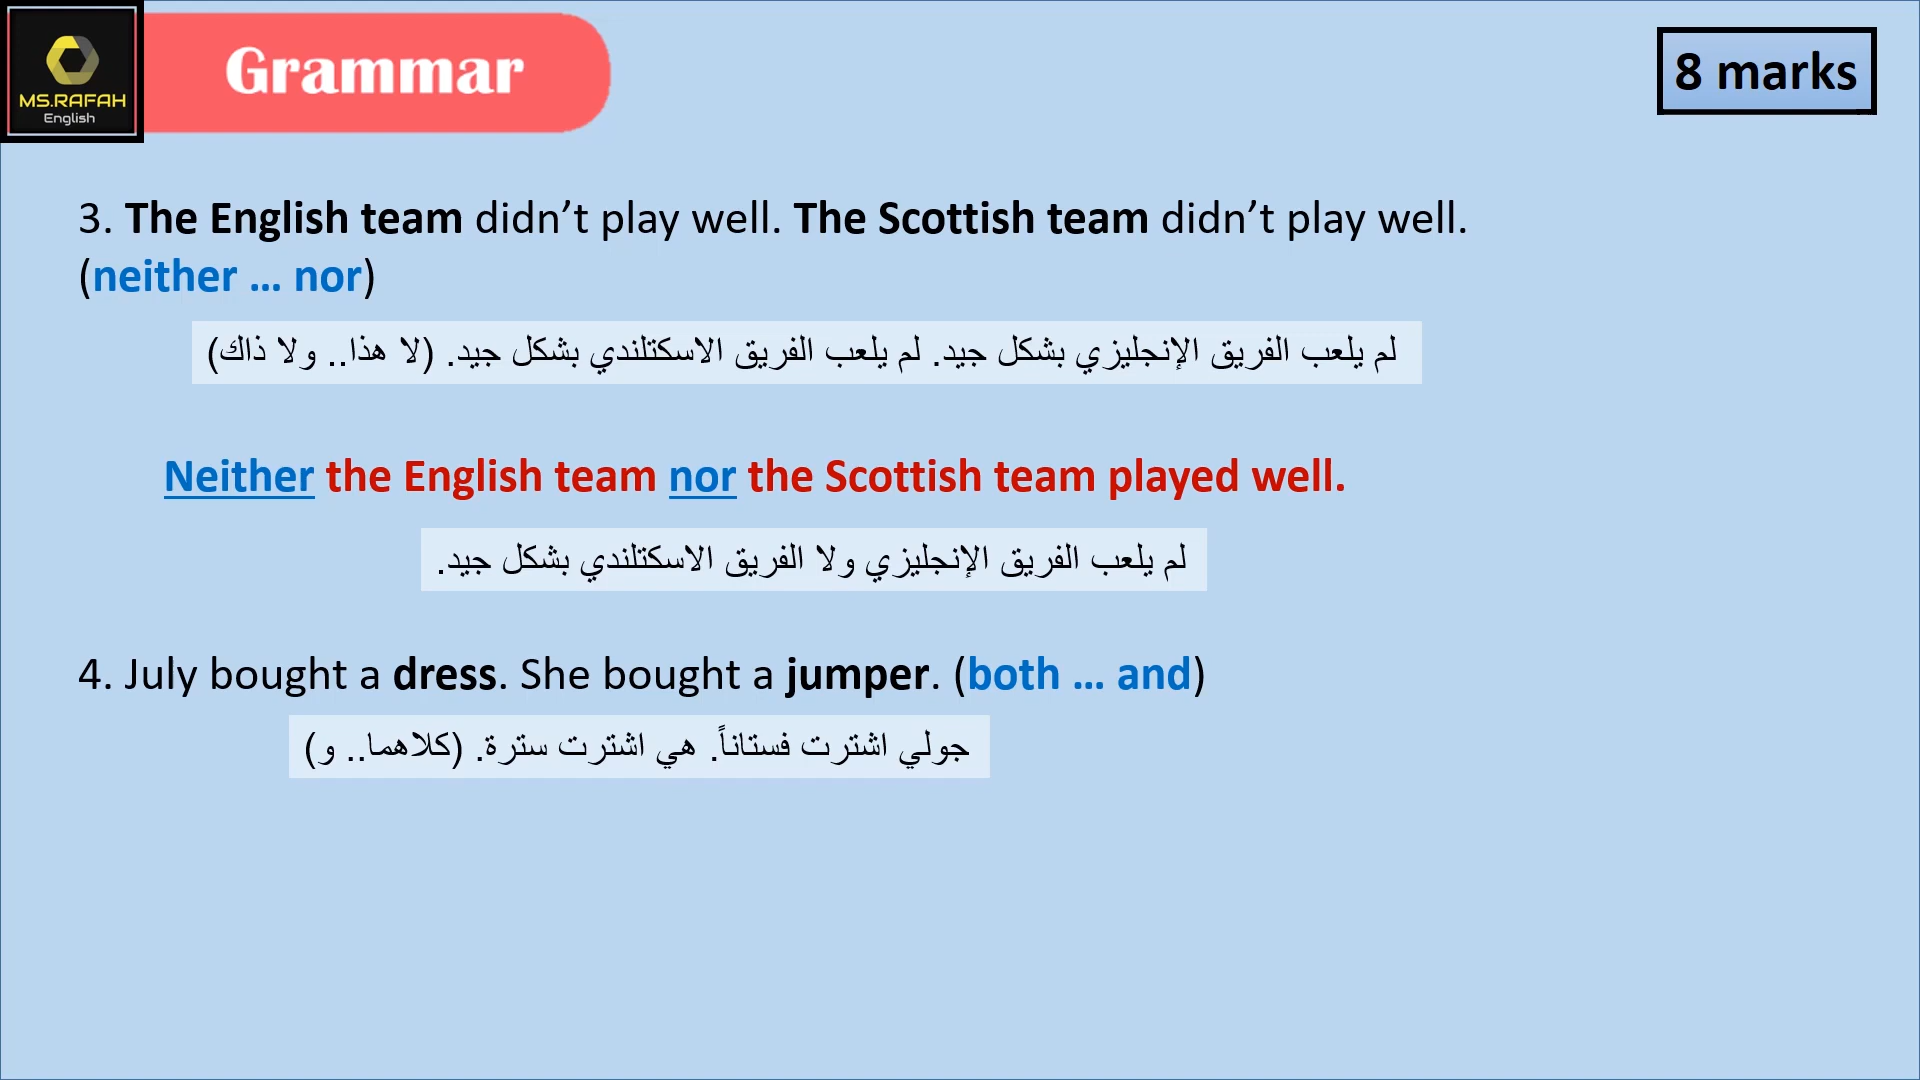 MS.RAFAH
English
Grammar
8 marks
3. The English team didn’t play well. The Scottish team didn’t play well.
(neither … nor)
لم يلعب الفريق الإنجليزي بشكل جيد. لم يلعب الفريق الاسكتلندي بشكل جيد. (لا هذا.. ولا ذاك)
Neither the English team nor the Scottish team played well.
لم يلعب الفريق الإنجليزي ولا الفريق الاسكتلندي بشكل جيد.
4. July bought a dress. She bought a jumper. (both … and)
جولي اشترت فستاناً. هي اشترت سترة. (كلاهما.. و)